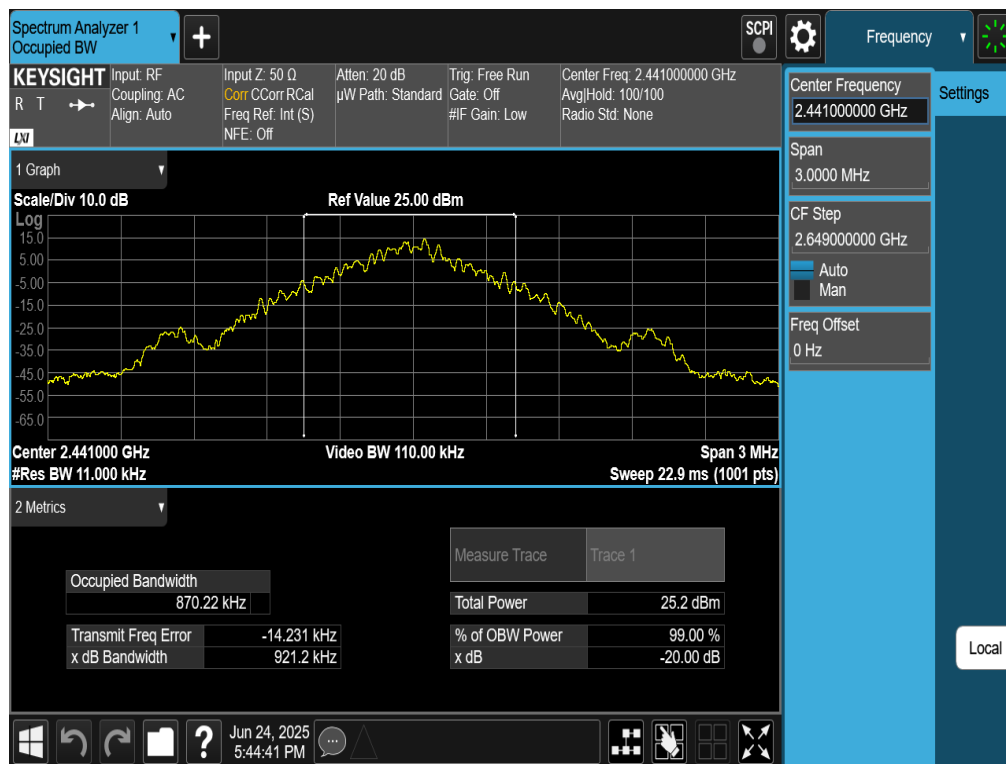 Spectrum Analyzer 1
Occupied BW
+
SCPI
Frequency
KEYSIGHT
R T
LXI
Input: RF
Coupling: AC
Align: Auto
Input Z: 50 Ω
Corr CCorr RCal
Freq Ref: Int (S)
NFE: Off
Atten: 20 dB
µW Path: Standard
Trig: Free Run
Gate: Off
#IF Gain: Low
Center Freq: 2.441000000 GHz
Avg|Hold: 100/100
Radio Std: None
Center Frequency
2.441000000 GHz
Settings
Span
3.0000 MHz
CF Step
2.649000000 GHz
Auto
Man
Freq Offset
0 Hz
Local
1 Graph
Scale/Div 10.0 dB
Ref Value 25.00 dBm
Log
15.0
5.00
-5.00
-15.0
-25.0
-35.0
-45.0
-55.0
-65.0
Center 2.441000 GHz
Video BW 110.00 kHz
Span 3 MHz
#Res BW 11.000 kHz
Sweep 22.9 ms (1001 pts)
2 Metrics
Measure Trace
Trace 1
Occupied Bandwidth
870.22 kHz
Total Power
25.2 dBm
Transmit Freq Error
-14.231 kHz
% of OBW Power
99.00 %
x dB Bandwidth
921.2 kHz
x dB
-20.00 dB
?
Jun 24, 2025
5:44:41 PM